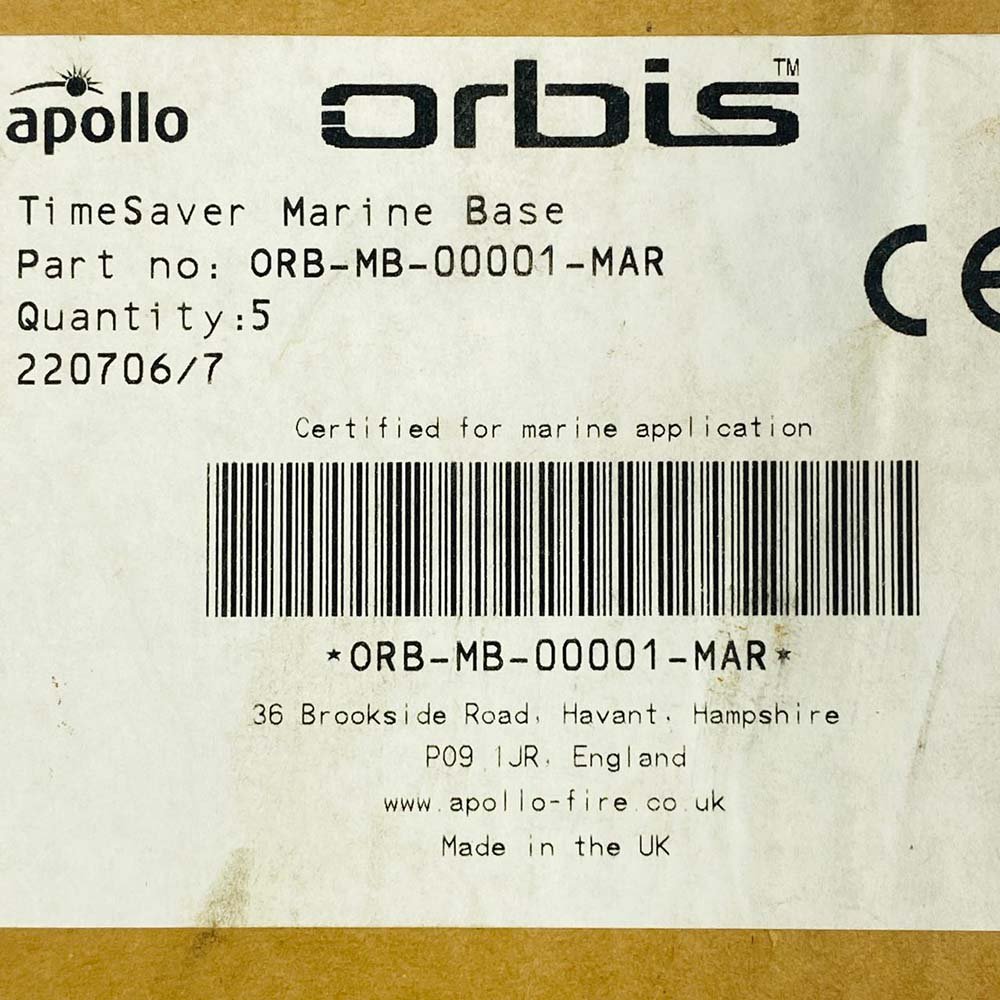 apollo
orbis™
TimeSaver Marine Base
Part no: ORB-MB-00001-MAR
Quantity:5
220706/7
CE
Certified for marine application
*ORB-MB-00001-MAR*
36 Brookside Road, Havant, Hampshire
P09 1JR, England
www.apollo-fire.co.uk
Made in the UK